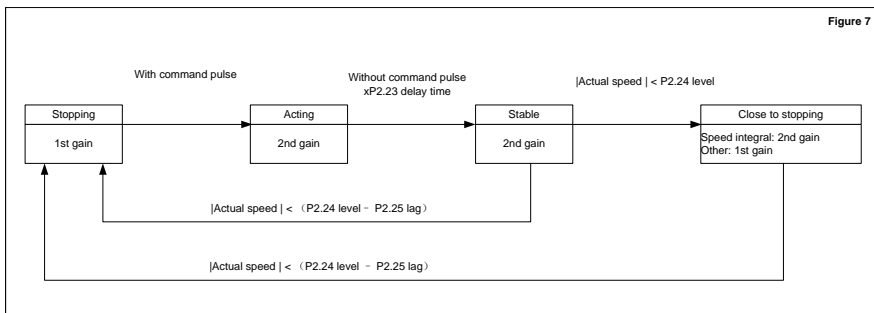 Figure 7
With command pulse
Without command pulse
xP2.23 delay time
|Actual speed | < P2.24 level
Stopping
Acting
Stable
Close to stopping
1st gain
2nd gain
2nd gain
Speed integral: 2nd gain
Other: 1st gain
|Actual speed | < （P2.24 level﹣P2.25 lag）
|Actual speed | < （P2.24 level ﹣ P2.25 lag）